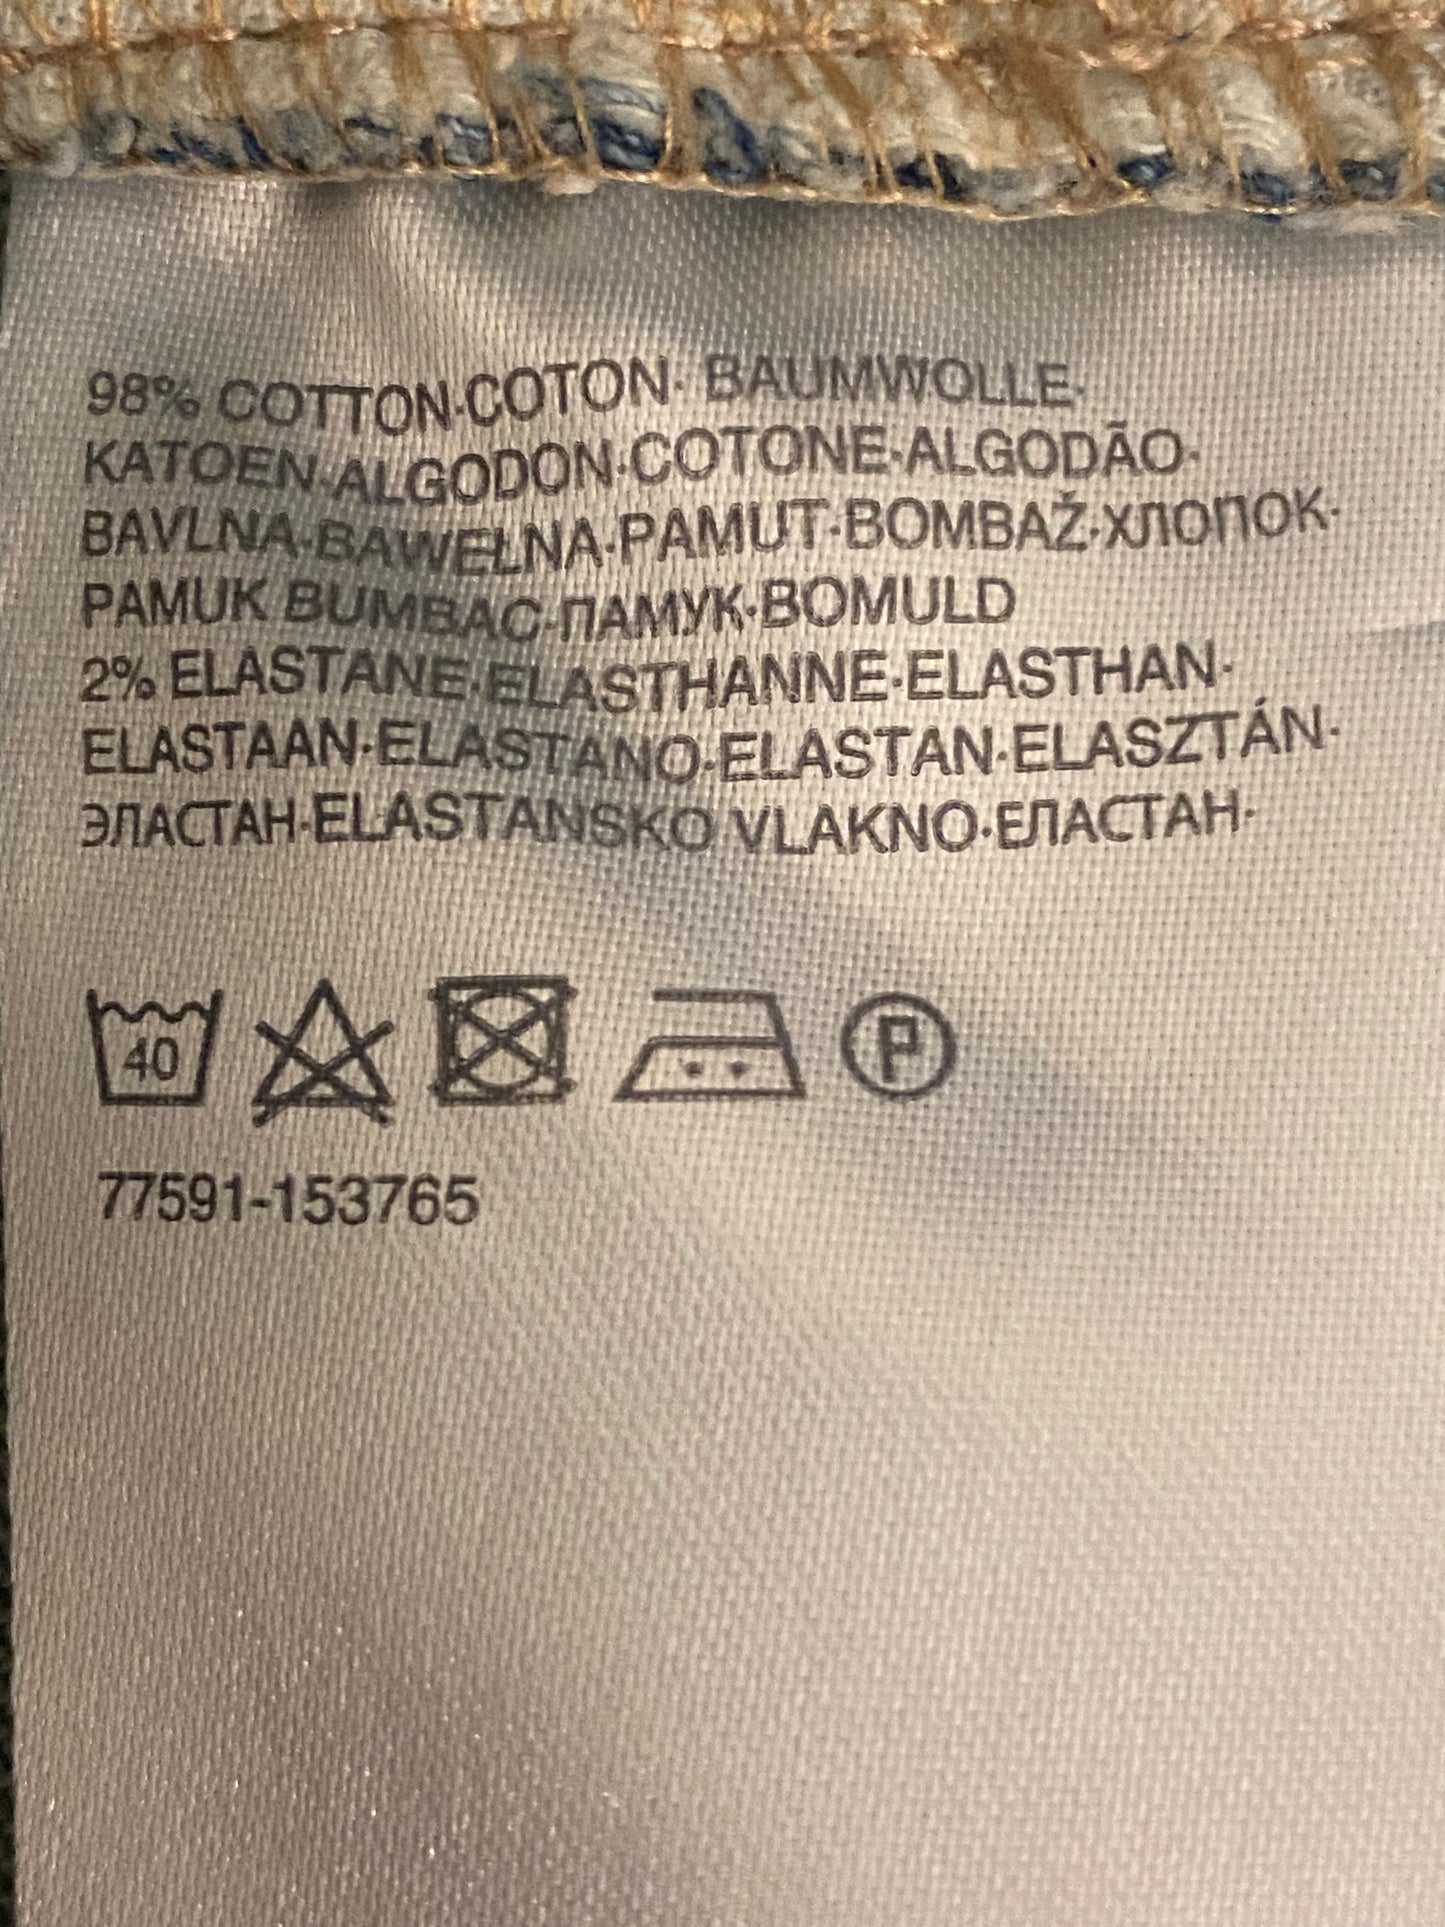 98% COTTON·COTON· BAUMWOLLE·
KATOEN·ALGODON·COTONE·ALGODÃO·
BAVLNA·BAWEŁNA·PAMUT·BOMBAŽ·ХЛОПОК·
PAMUK BUMBAC·ПАМУК·BOMULD
2% ELASTANE·ELASTHANNE·ELASTHAN·
ELASTAAN·ELASTANO·ELASTAN·ELASZTÁN·
ЭЛАСТАН·ELASTANSKO VLAKNO·ЕЛАСТАН·
40 P
77591-153765